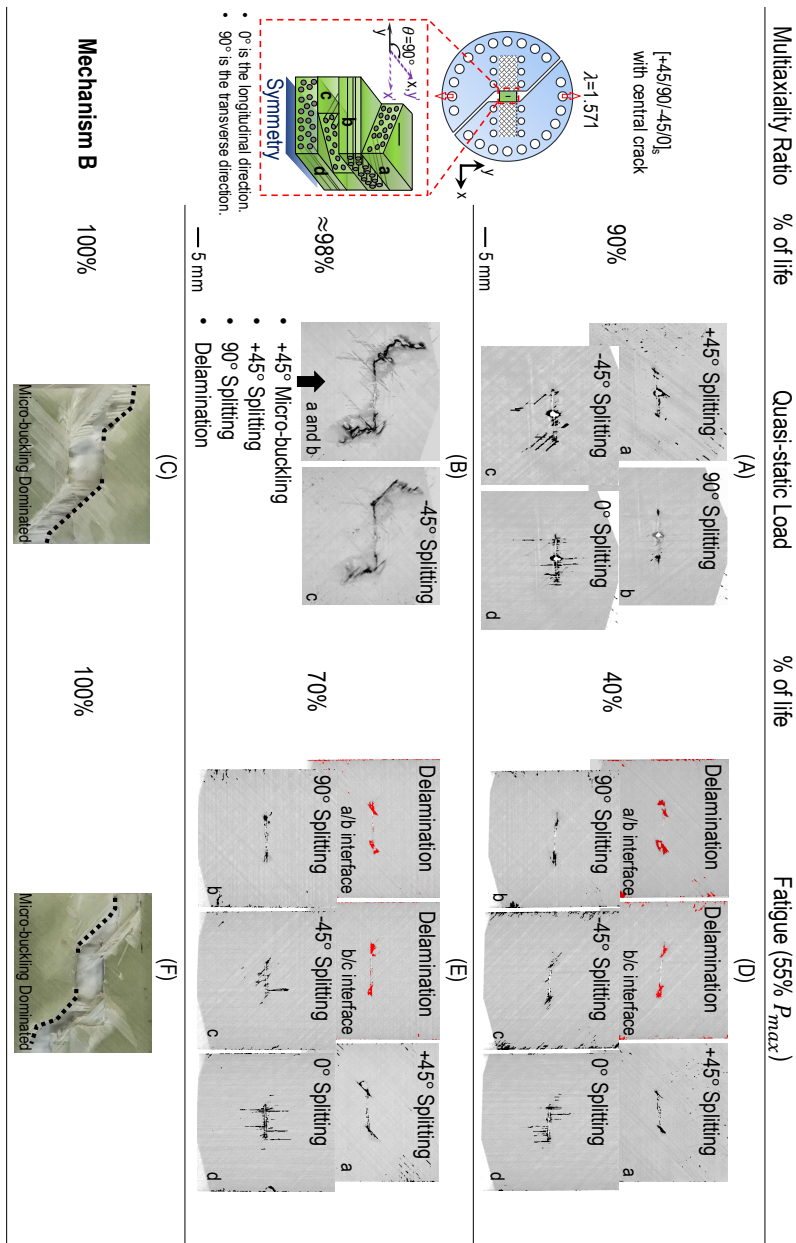 Multiaxiality Ratio
% of life
Quasi-static Load
% of life
Fatigue (55% Pmax)
[+45/90/-45/0]s
with central crack
λ=1.571
y
x
θ=90°
x,y'
y
x'
a
b
c
d
Symmetry
• 0° is the longitudinal direction.
• 90° is the transverse direction.
90%
5 mm
(A)
+45° Splitting
a
90° Splitting
b
-45° Splitting
c
0° Splitting
d
40%
(D)
Delamination
a/b interface
Delamination
b/c interface
+45° Splitting
a
90° Splitting
b
-45° Splitting
c
0° Splitting
d
≈98%
5 mm
(B)
a and b
-45° Splitting
c
• +45° Micro-buckling
• +45° Splitting
• 90° Splitting
• Delamination
70%
(E)
Delamination
a/b interface
Delamination
b/c interface
+45° Splitting
a
90° Splitting
b
-45° Splitting
c
0° Splitting
d
Mechanism B
100%
(C)
Micro-buckling Dominated
100%
(F)
Micro-buckling Dominated